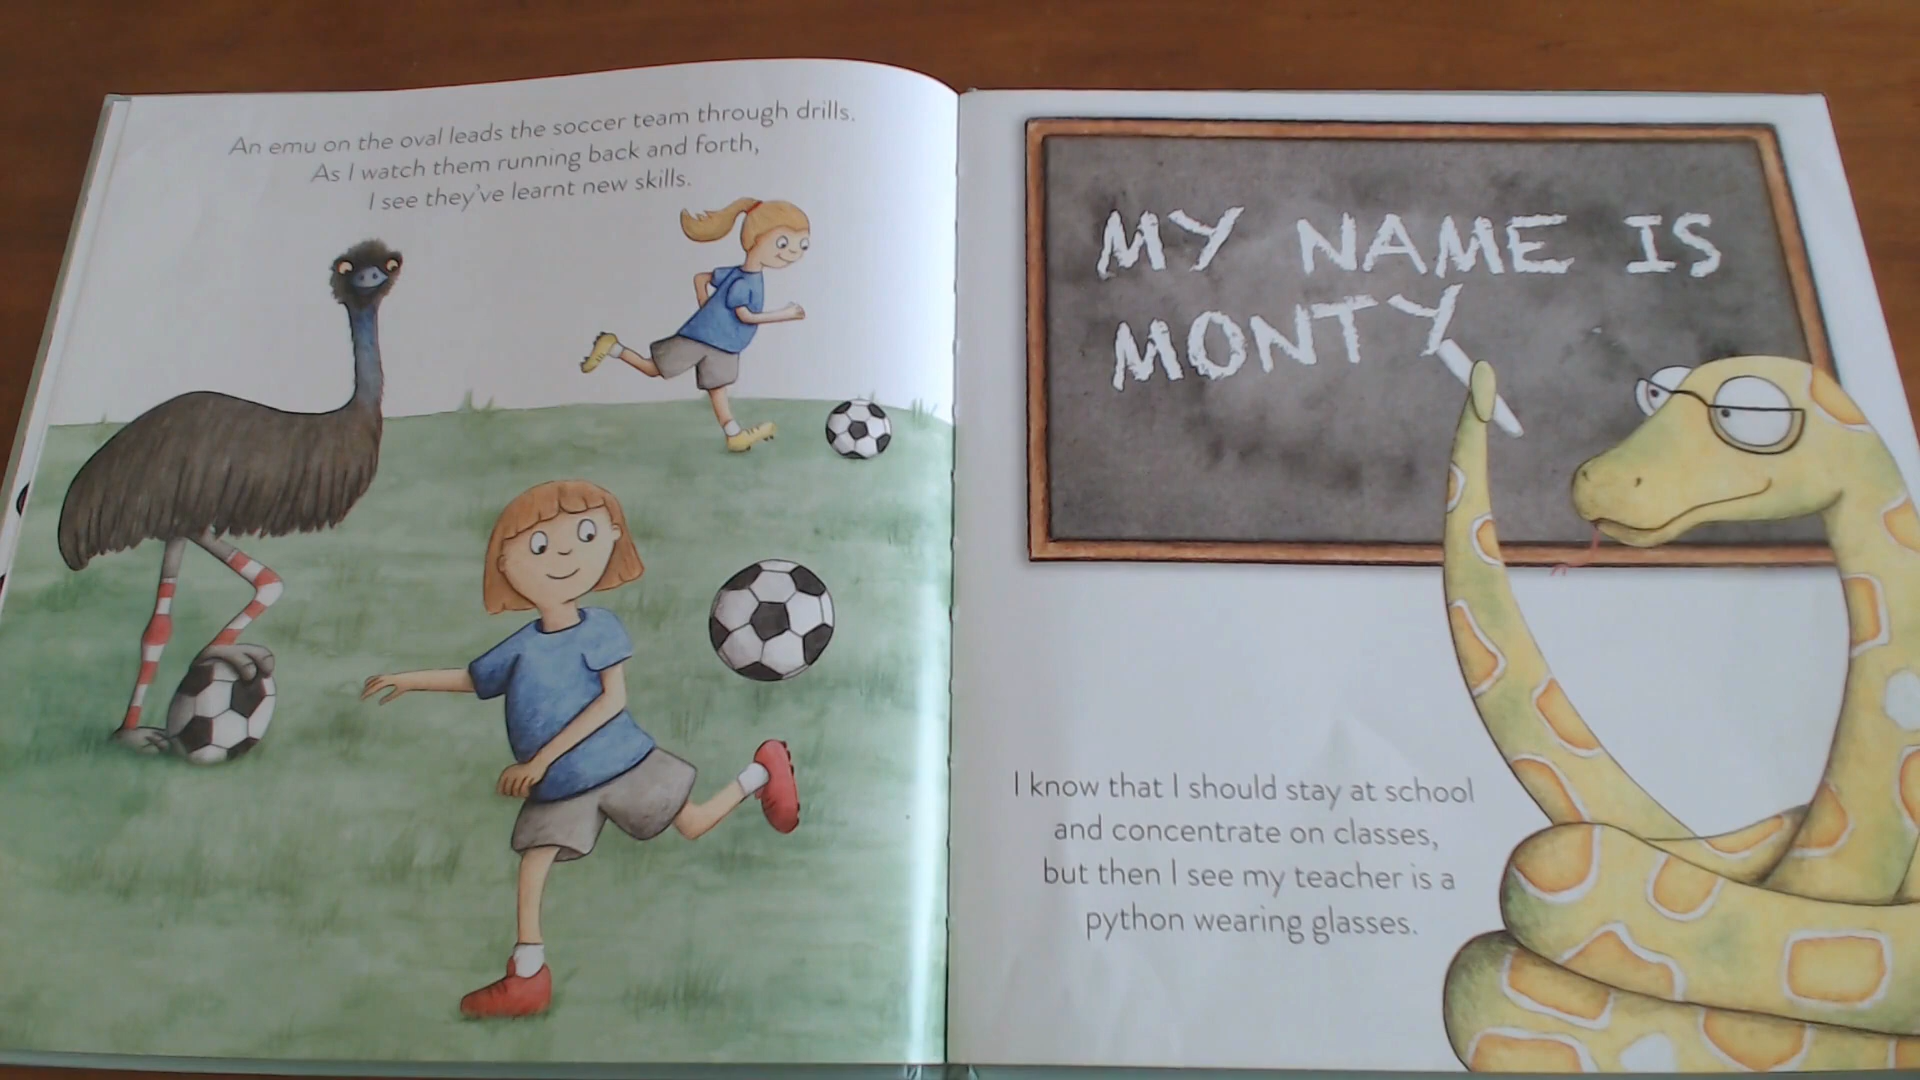 An emu on the oval leads the soccer team through drills.
As I watch them running back and forth,
I see they've learnt new skills.
MY NAME IS
MONTY
I know that I should stay at school
and concentrate on classes,
but then I see my teacher is a
python wearing glasses.